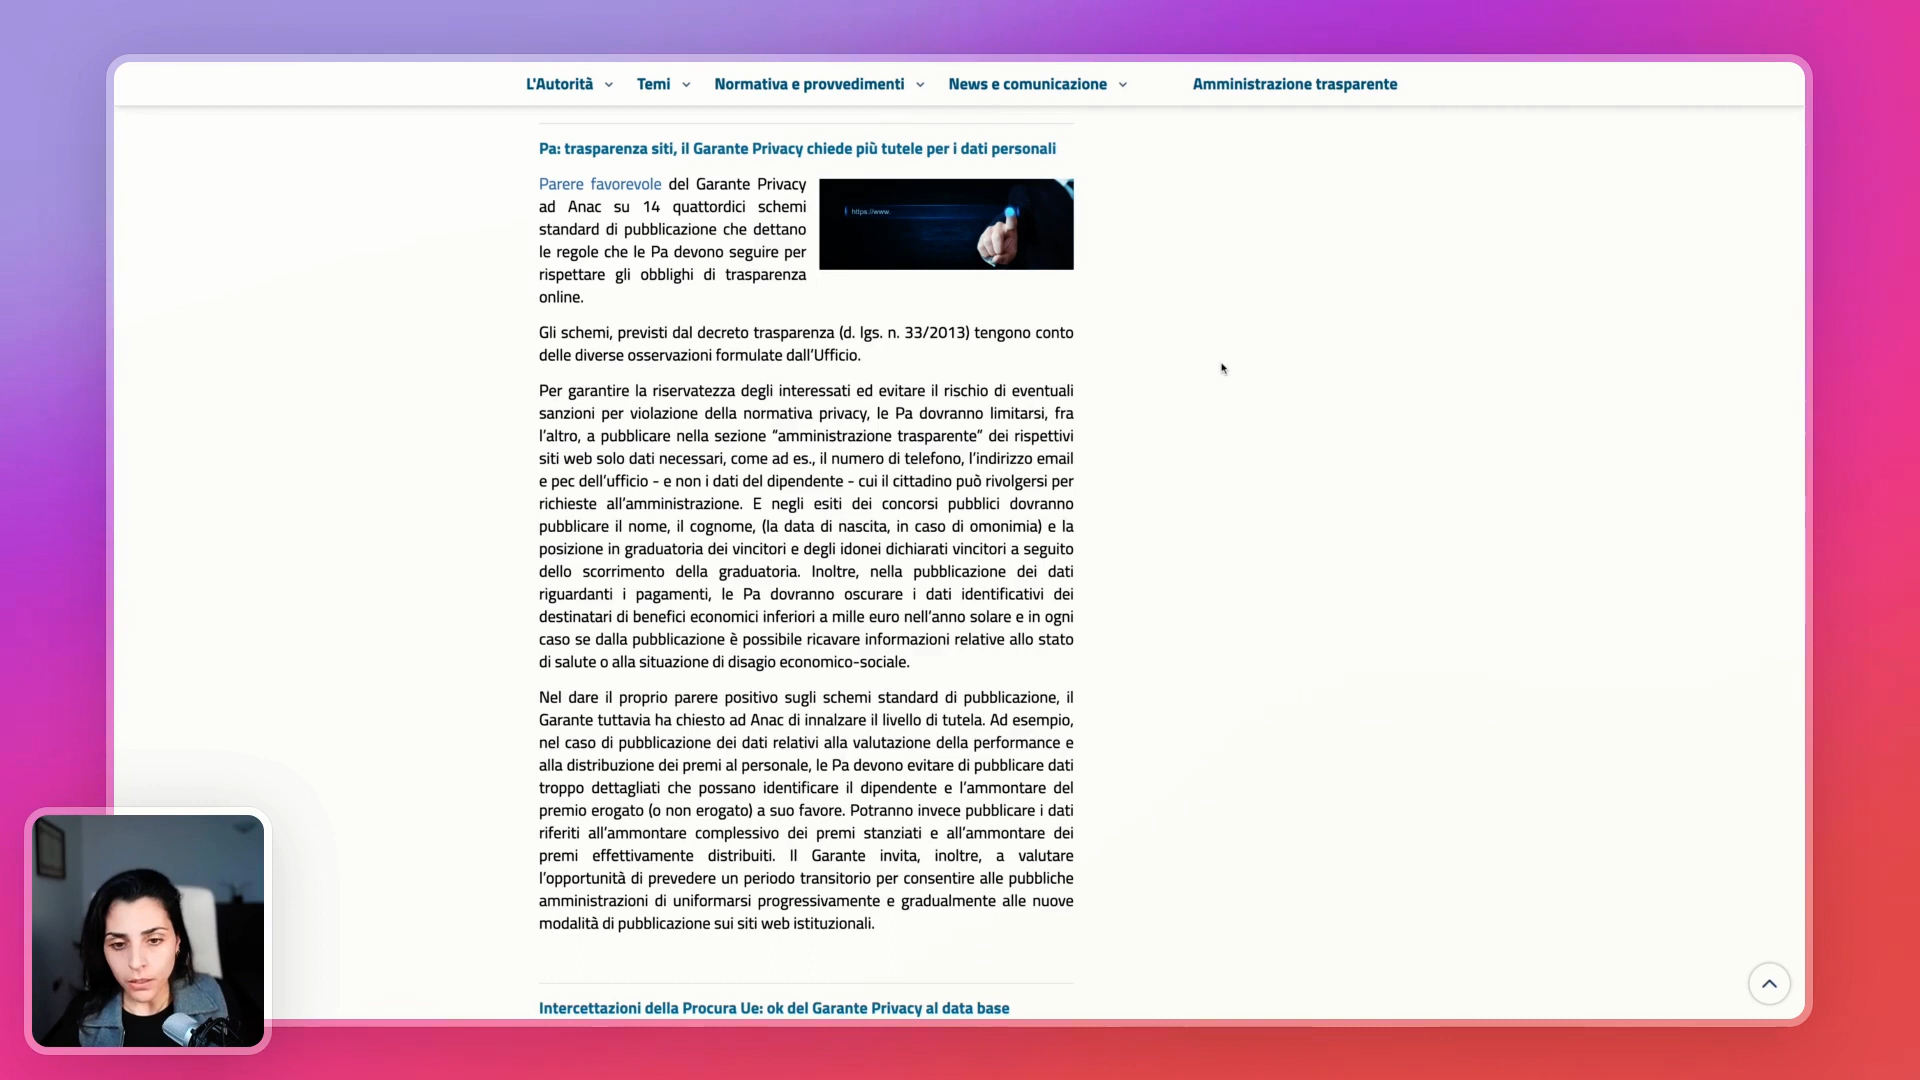 L'Autorità Temi Normativa e provvedimenti News e comunicazione Amministrazione trasparente
Pa: trasparenza siti, il Garante Privacy chiede più tutele per i dati personali
Parere favorevole del Garante Privacy
ad Anac su 14 quattordici schemi
standard di pubblicazione che dettano
le regole che le Pa devono seguire per
rispettare gli obblighi di trasparenza
online.
https://www.
Gli schemi, previsti dal decreto trasparenza (d. lgs. n. 33/2013) tengono conto
delle diverse osservazioni formulate dall’Ufficio.
Per garantire la riservatezza degli interessati ed evitare il rischio di eventuali
sanzioni per violazione della normativa privacy, le Pa dovranno limitarsi, fra
l’altro, a pubblicare nella sezione “amministrazione trasparente” dei rispettivi
siti web solo dati necessari, come ad es., il numero di telefono, l’indirizzo email
e pec dell’ufficio - e non i dati del dipendente - cui il cittadino può rivolgersi per
richieste all’amministrazione. E negli esiti dei concorsi pubblici dovranno
pubblicare il nome, il cognome, (la data di nascita, in caso di omonimia) e la
posizione in graduatoria dei vincitori e degli idonei dichiarati vincitori a seguito
dello scorrimento della graduatoria. Inoltre, nella pubblicazione dei dati
riguardanti i pagamenti, le Pa dovranno oscurare i dati identificativi dei
destinatari di benefici economici inferiori a mille euro nell’anno solare e in ogni
caso se dalla pubblicazione è possibile ricavare informazioni relative allo stato
di salute o alla situazione di disagio economico-sociale.
Nel dare il proprio parere positivo sugli schemi standard di pubblicazione, il
Garante tuttavia ha chiesto ad Anac di innalzare il livello di tutela. Ad esempio,
nel caso di pubblicazione dei dati relativi alla valutazione della performance e
alla distribuzione dei premi al personale, le Pa devono evitare di pubblicare dati
troppo dettagliati che possano identificare il dipendente e l’ammontare del
premio erogato (o non erogato) a suo favore. Potranno invece pubblicare i dati
riferiti all’ammontare complessivo dei premi stanziati e all’ammontare dei
premi effettivamente distribuiti. Il Garante invita, inoltre, a valutare
l’opportunità di prevedere un periodo transitorio per consentire alle pubbliche
amministrazioni di uniformarsi progressivamente e gradualmente alle nuove
modalità di pubblicazione sui siti web istituzionali.
Intercettazioni della Procura Ue: ok del Garante Privacy al data base